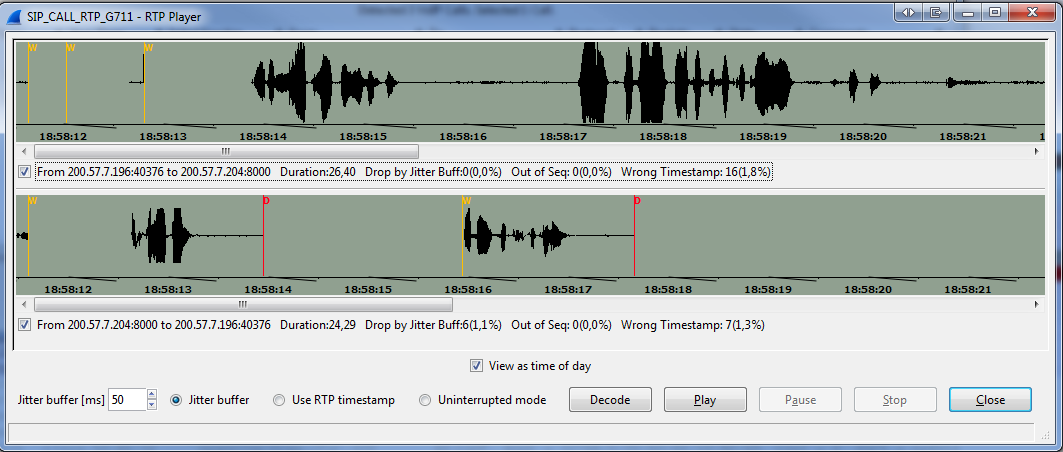 SIP_CALL_RTP_G711 - RTP Player
W W W
18:58:12 18:58:13 18:58:14 18:58:15 18:58:16 18:58:17 18:58:18 18:58:19 18:58:20 18:58:21 1
From 200.57.7.196:40376 to 200.57.7.204:8000 Duration:26,40 Drop by Jitter Buff:0(0,0%) Out of Seq: 0(0,0%) Wrong Timestamp: 16(1,8%)
W D W D
18:58:12 18:58:13 18:58:14 18:58:15 18:58:16 18:58:17 18:58:18 18:58:19 18:58:20 18:58:21
From 200.57.7.204:8000 to 200.57.7.196:40376 Duration:24,29 Drop by Jitter Buff:6(1,1%) Out of Seq: 0(0,0%) Wrong Timestamp: 7(1,3%)
View as time of day
Jitter buffer [ms] 50 Jitter buffer Use RTP timestamp Uninterrupted mode Decode Play Pause Stop Close